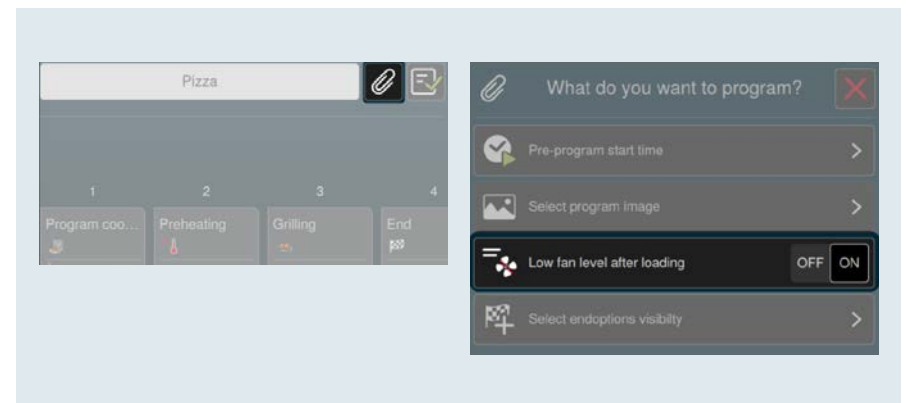 Pizza
1 2 3 4
Program coo... Preheating Grilling End
What do you want to program?
Pre-program start time
Select program image
Low fan level after loading OFF ON
Select endoptions visibilty